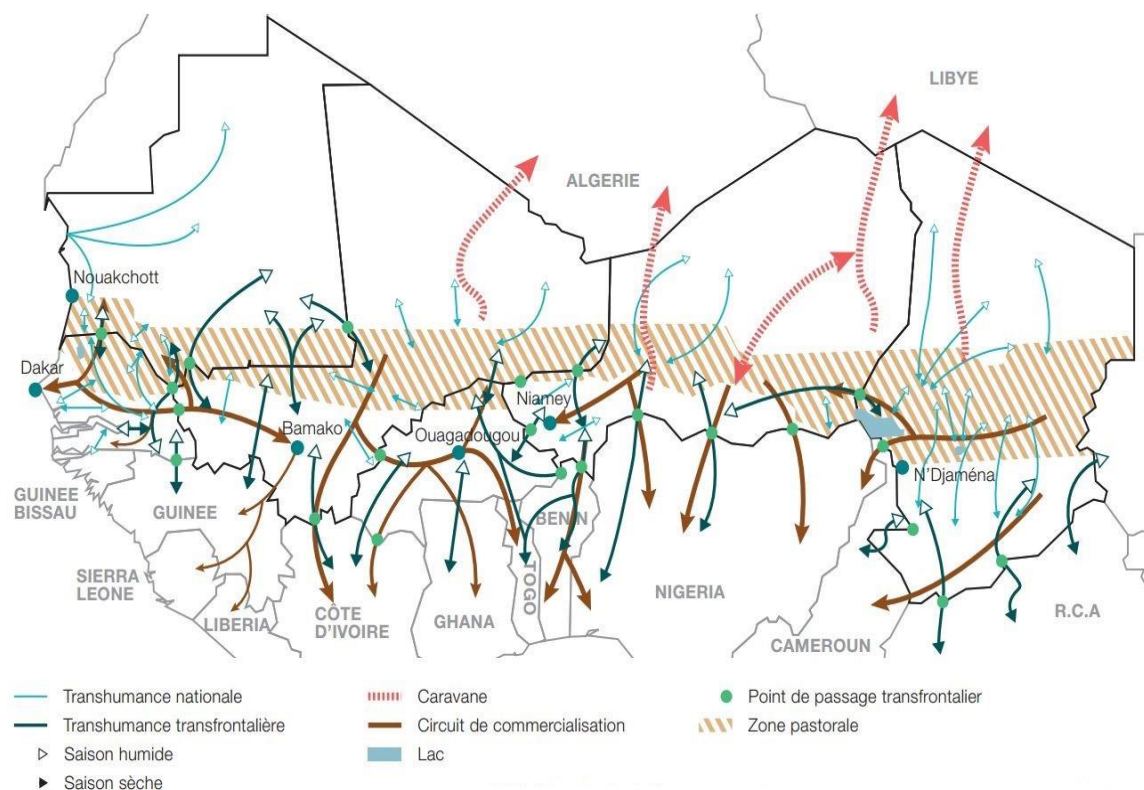 LIBYE
ALGERIE
Nouakchott
Dakar
Niamey
Bamako
Ouagadougou
N'Djaména
GUINEE
BISSAU
GUINEE
BENIN
SIERRA
LEONE
TOGO
NIGERIA
LIBERIA
CÔTE
D'IVOIRE
GHANA
R.C.A
CAMEROUN
Transhumance nationale
Transhumance transfrontalière
Saison humide
Saison sèche
Caravane
Circuit de commercialisation
Lac
Point de passage transfrontalier
Zone pastorale